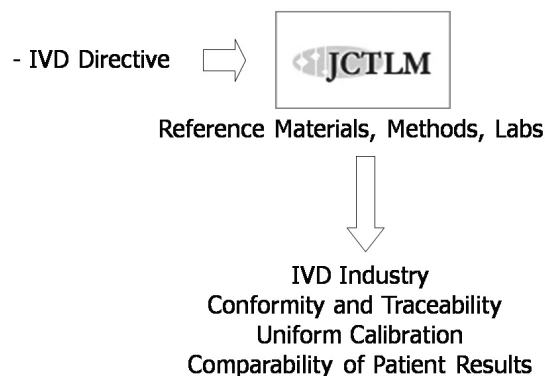 - IVD Directive
JCTLM
Reference Materials, Methods, Labs
IVD Industry
Conformity and Traceability
Uniform Calibration
Comparability of Patient Results